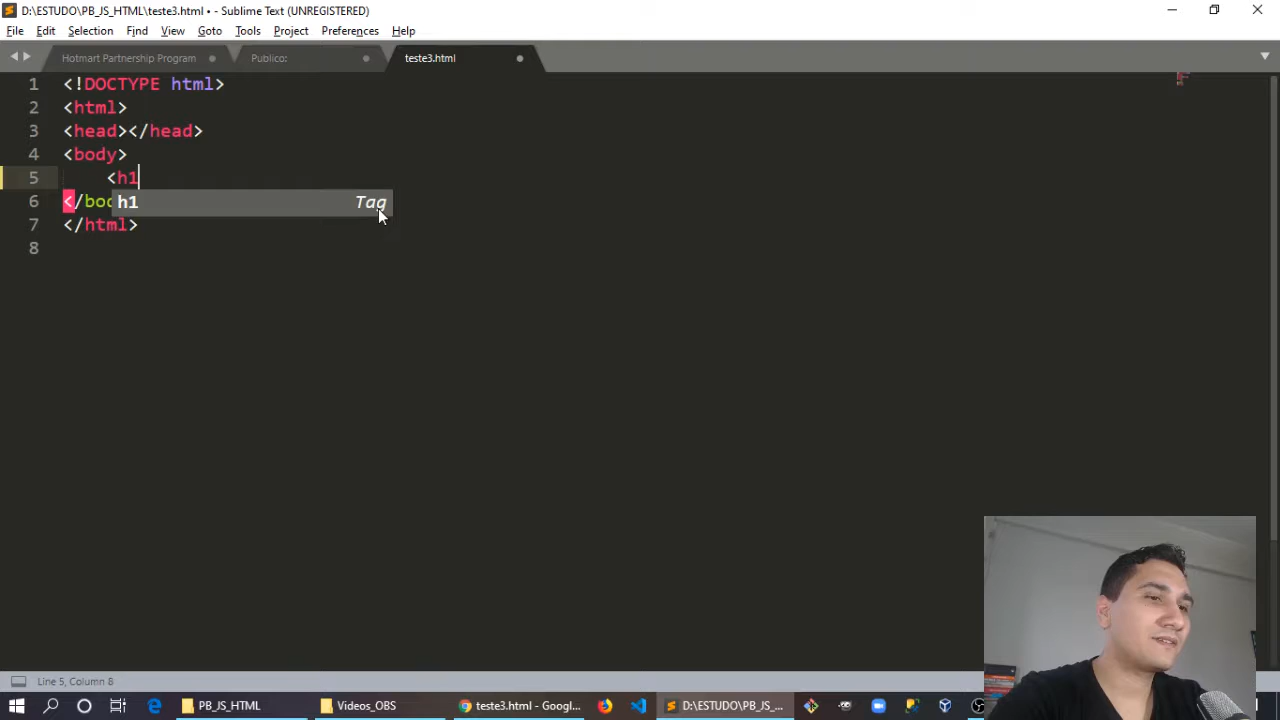 D:\ESTUDO\PB_JS_HTML\teste3.html • - Sublime Text (UNREGISTERED)
File Edit Selection Find View Goto Tools Project Preferences Help
Hotmart Partnership Program Publico: teste3.html
1 <!DOCTYPE html>
2 <html>
3 <head></head>
4 <body>
5 <h1
6 </bod
h1 Tag
7 </html>
8
Line 5, Column 8
PB_JS_HTML Videos_OBS teste3.html - Googl... D:\ESTUDO\PB_JS_...